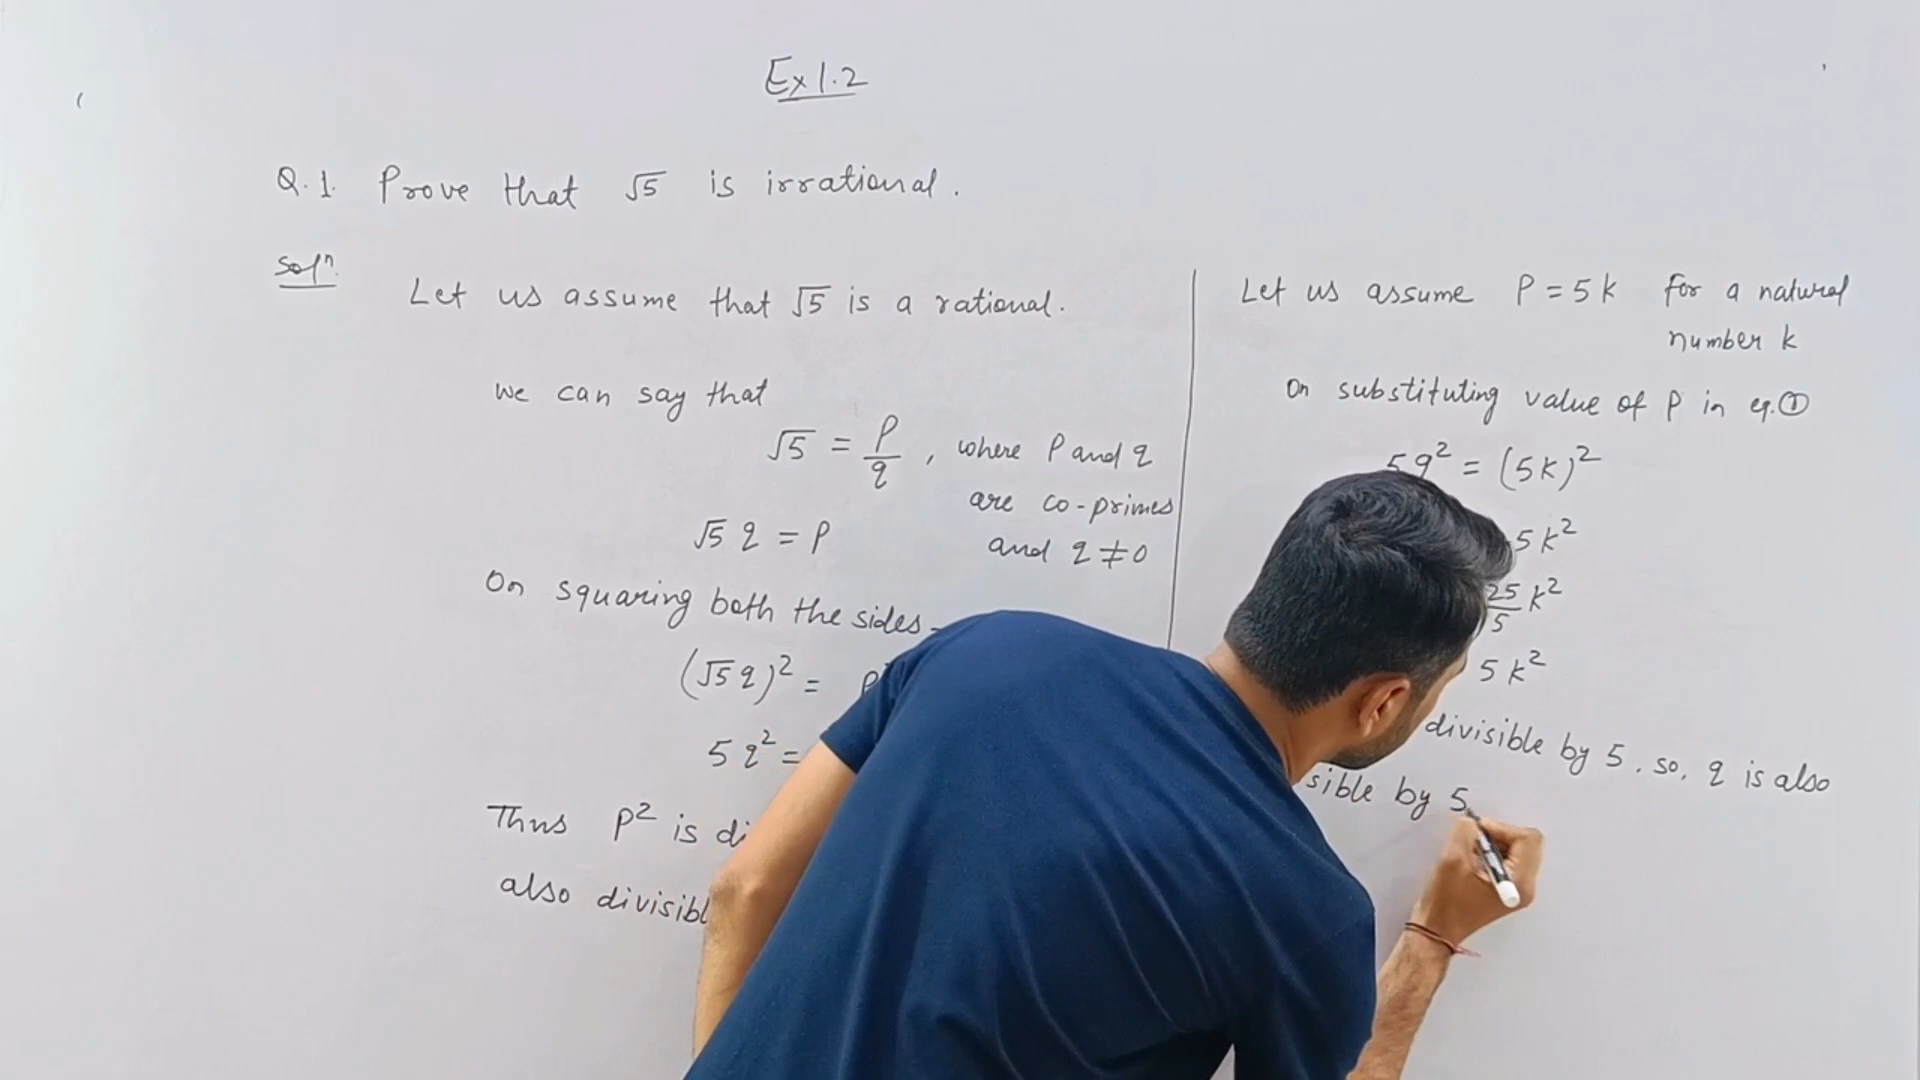 Ex 1.2
Q.1. Prove that √5 is irrational.
Solⁿ.
Let us assume that √5 is a rational.
we can say that
√5 = P/q, where P and q
are co-primes
√5 q = P
and q ≠ 0
On squaring both the sides -
(√5 q)² = P
5 q² =
Thus P² is
also
Let us assume P = 5k for a natural
number k
On substituting value of P in eq. ①
5q² = (5k)²
5k²
25/5 k²
5k²
divisible by 5, so, q is also
by 5